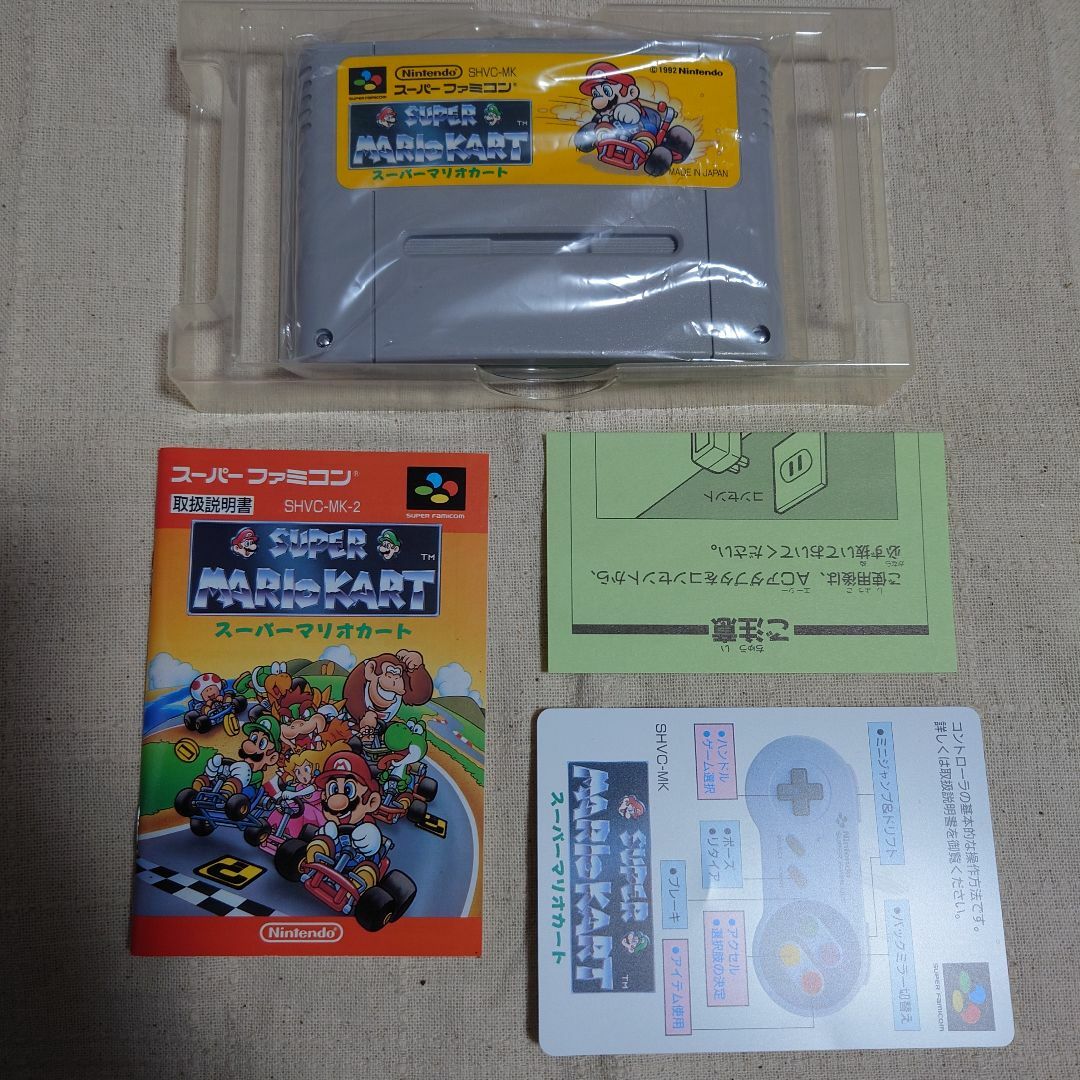 Nintendo SHVC-MK
© 1992 Nintendo
SUPER FAMICOM
スーパーファミコン®
SUPER
MARIO KART TM
スーパーマリオカート
MADE IN JAPAN
スーパーファミコン®
取扱説明書 SHVC-MK-2
SUPER FAMICOM
SUPER
MARIO KART TM
スーパーマリオカート
Nintendo
ご注意
ちゅうい
ご使用後は、ACアダプタをコンセントから、
必ず抜いておいてください。
コンセント
コントローラの基本的な操作方法です。
詳しくは取扱説明書を御覧ください。
SUPER FAMICOM
●ミニジャンプ&ドリフト
●バックミラー切替え
Nintendo
●ハンドル
ゲーム選択
●ポーズ
●リタイア
●ブレーキ
●アクセル
選択肢の決定
●アイテム使用
SHVC-MK
SUPER
MARIO KART TM
スーパーマリオカート